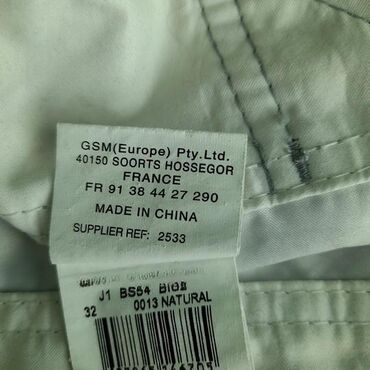 GSM(Europe) Pty.Ltd.
40150 SOORTS HOSSEGOR
FRANCE
FR 91 38 44 27 290
MADE IN CHINA
SUPPLIER REF: 2533
J1 BS54
32 0013 NATURAL